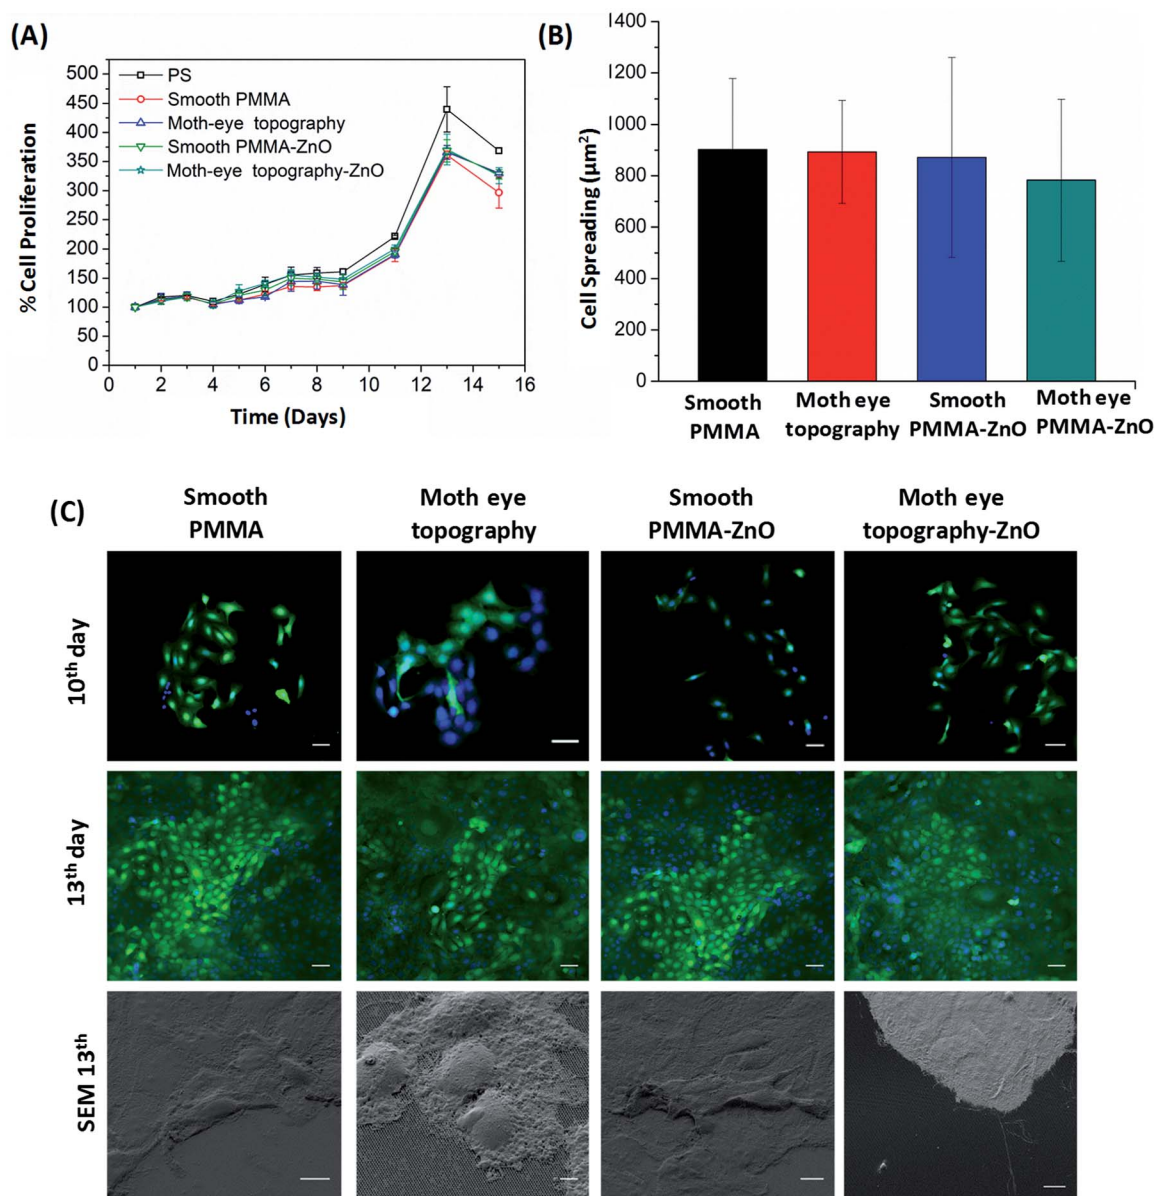 (A)
500
450
400
350
300
250
200
150
100
50
0
% Cell Proliferation
PS
Smooth PMMA
Moth-eye topography
Smooth PMMA-ZnO
Moth-eye topography-ZnO
0 2 4 6 8 10 12 14 16
Time (Days)
(B)
1400
1200
1000
800
600
400
200
0
Cell Spreading (µm²)
Smooth
PMMA
Moth eye
topography
Smooth
PMMA-ZnO
Moth eye
PMMA-ZnO
(C)
Smooth
PMMA
Moth eye
topography
Smooth
PMMA-ZnO
Moth eye
topography-ZnO
10th day
13th day
SEM 13th